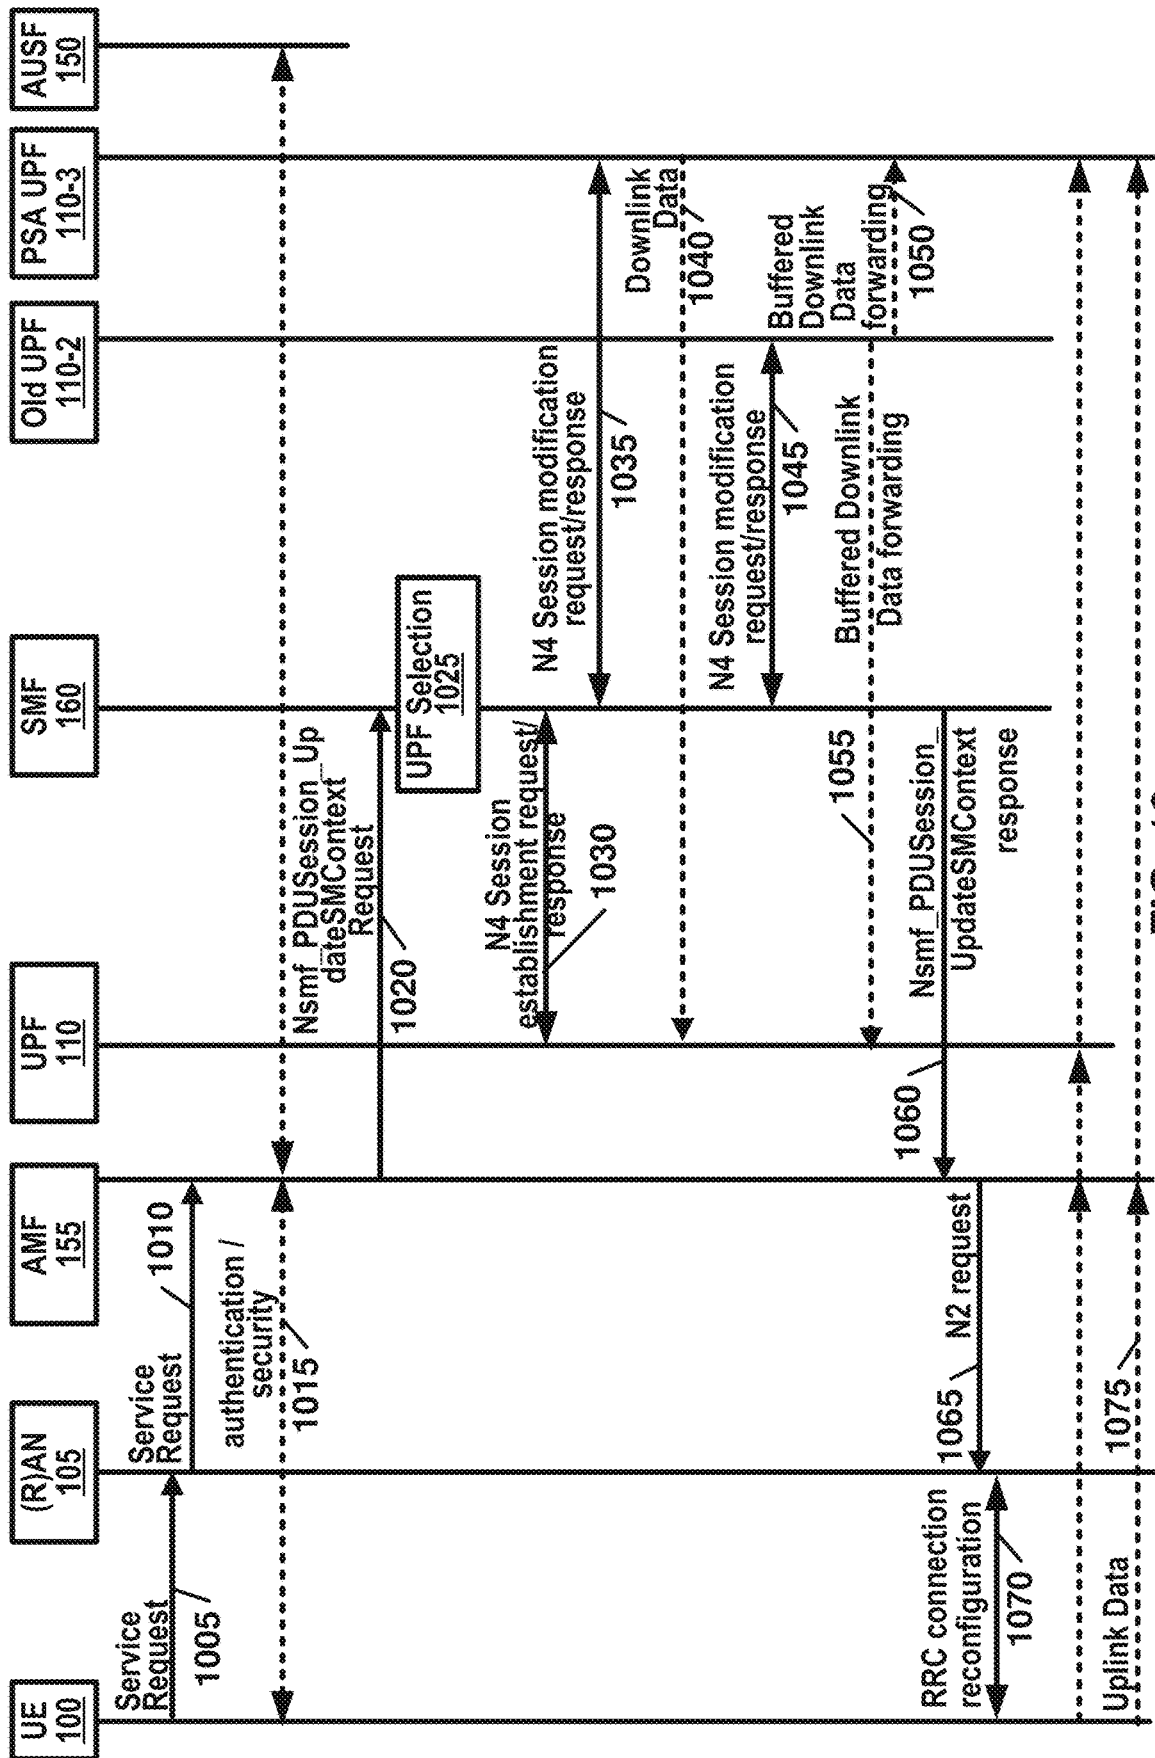 UE
100
(R)AN
105
AMF
155
UPF
110
SMF
160
Old UPF
110-2
PSA UPF
110-3
AUSF
150
Service
Request
1005
Service
Request
1010
authentication /
security
1015
Nsmf_PDUSession_Up
dateSMContext
Request
1020
UPF Selection
1025
N4 Session
establishment request/
response
1030
N4 Session modification
request/response
1035
Downlink
Data
1040
N4 Session modification
request/response
1045
Buffered
Downlink
Data
forwarding
1050
Buffered Downlink
Data forwarding
1055
Nsmf_PDUSession_
UpdateSMContext
response
1060
N2 request
1065
RRC connection
reconfiguration
1070
Uplink Data
1075